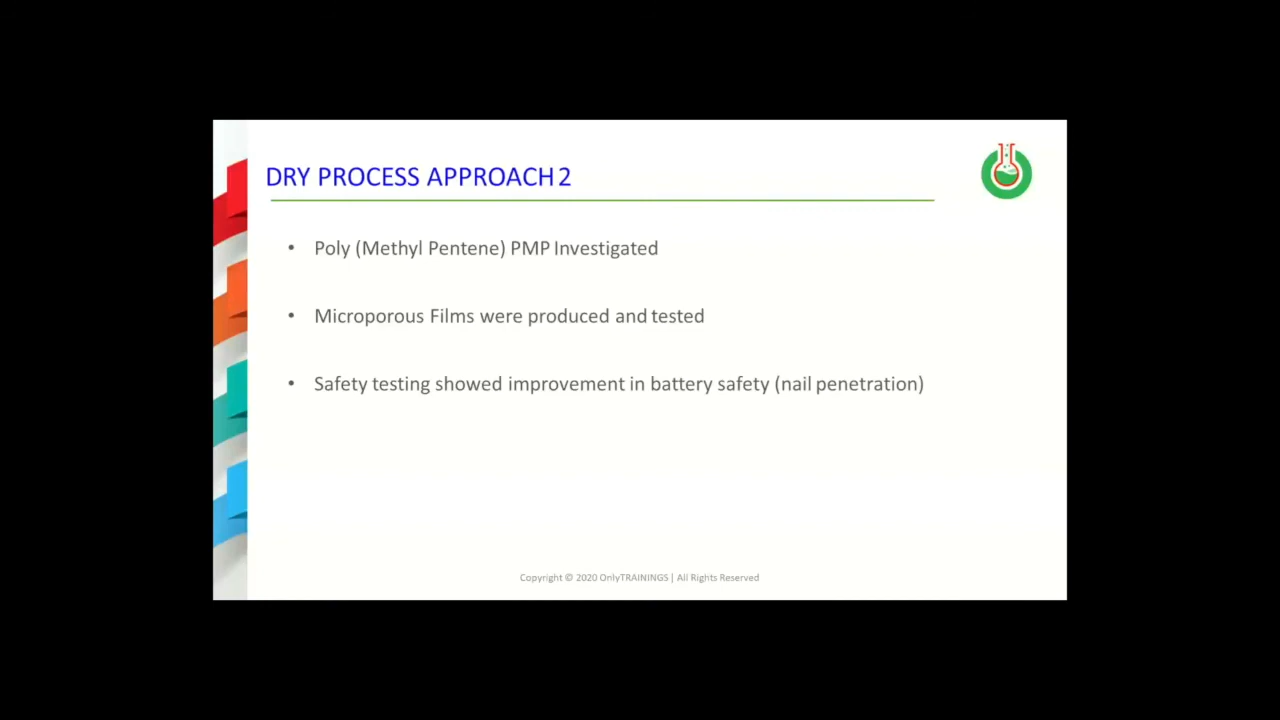 DRY PROCESS APPROACH 2
• Poly (Methyl Pentene) PMP Investigated
• Microporous Films were produced and tested
• Safety testing showed improvement in battery safety (nail penetration)
Copyright © 2020 OnlyTRAININGS | All Rights Reserved